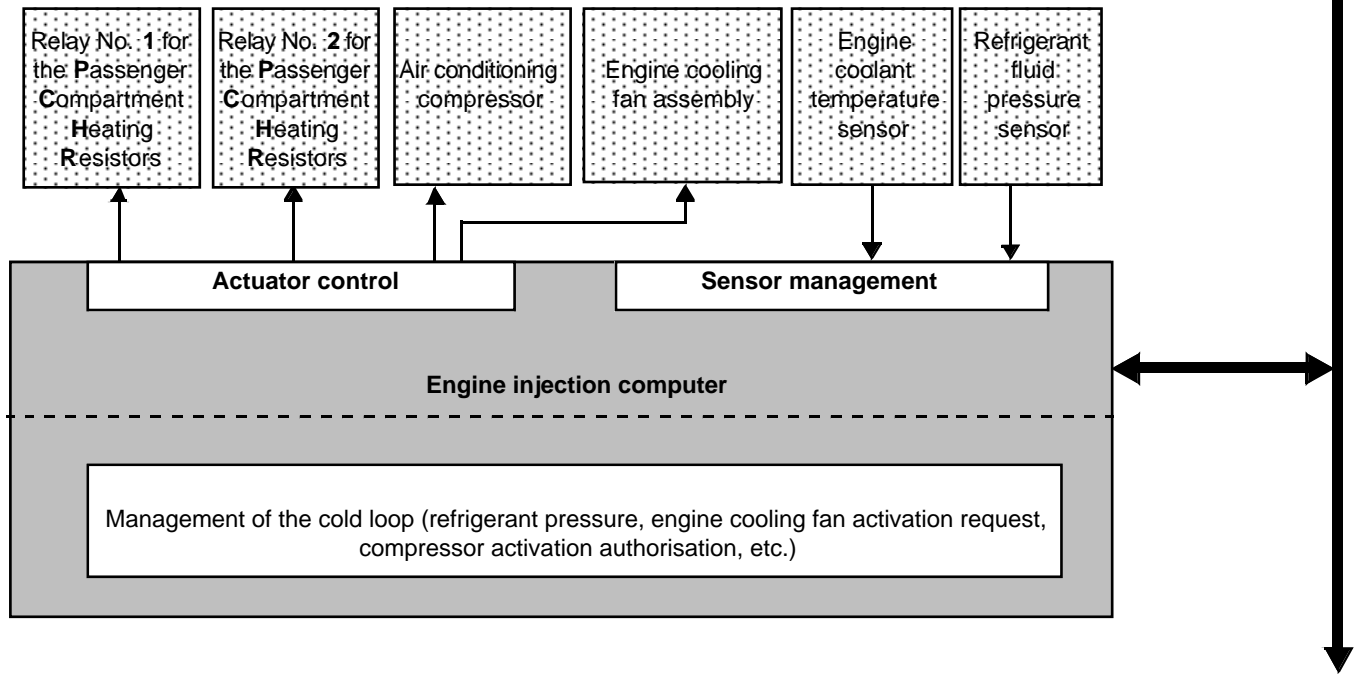 Relay No. 1 for
the Passenger
Compartment
Heating
Resistors
Relay No. 2 for
the Passenger
Compartment
Heating
Resistors
Air conditioning
compressor
Engine cooling
fan assembly
Engine
coolant
temperature
sensor
Refrigerant
fluid
pressure
sensor
Actuator control
Sensor management
Engine injection computer
Management of the cold loop (refrigerant pressure, engine cooling fan activation request,
compressor activation authorisation, etc.)